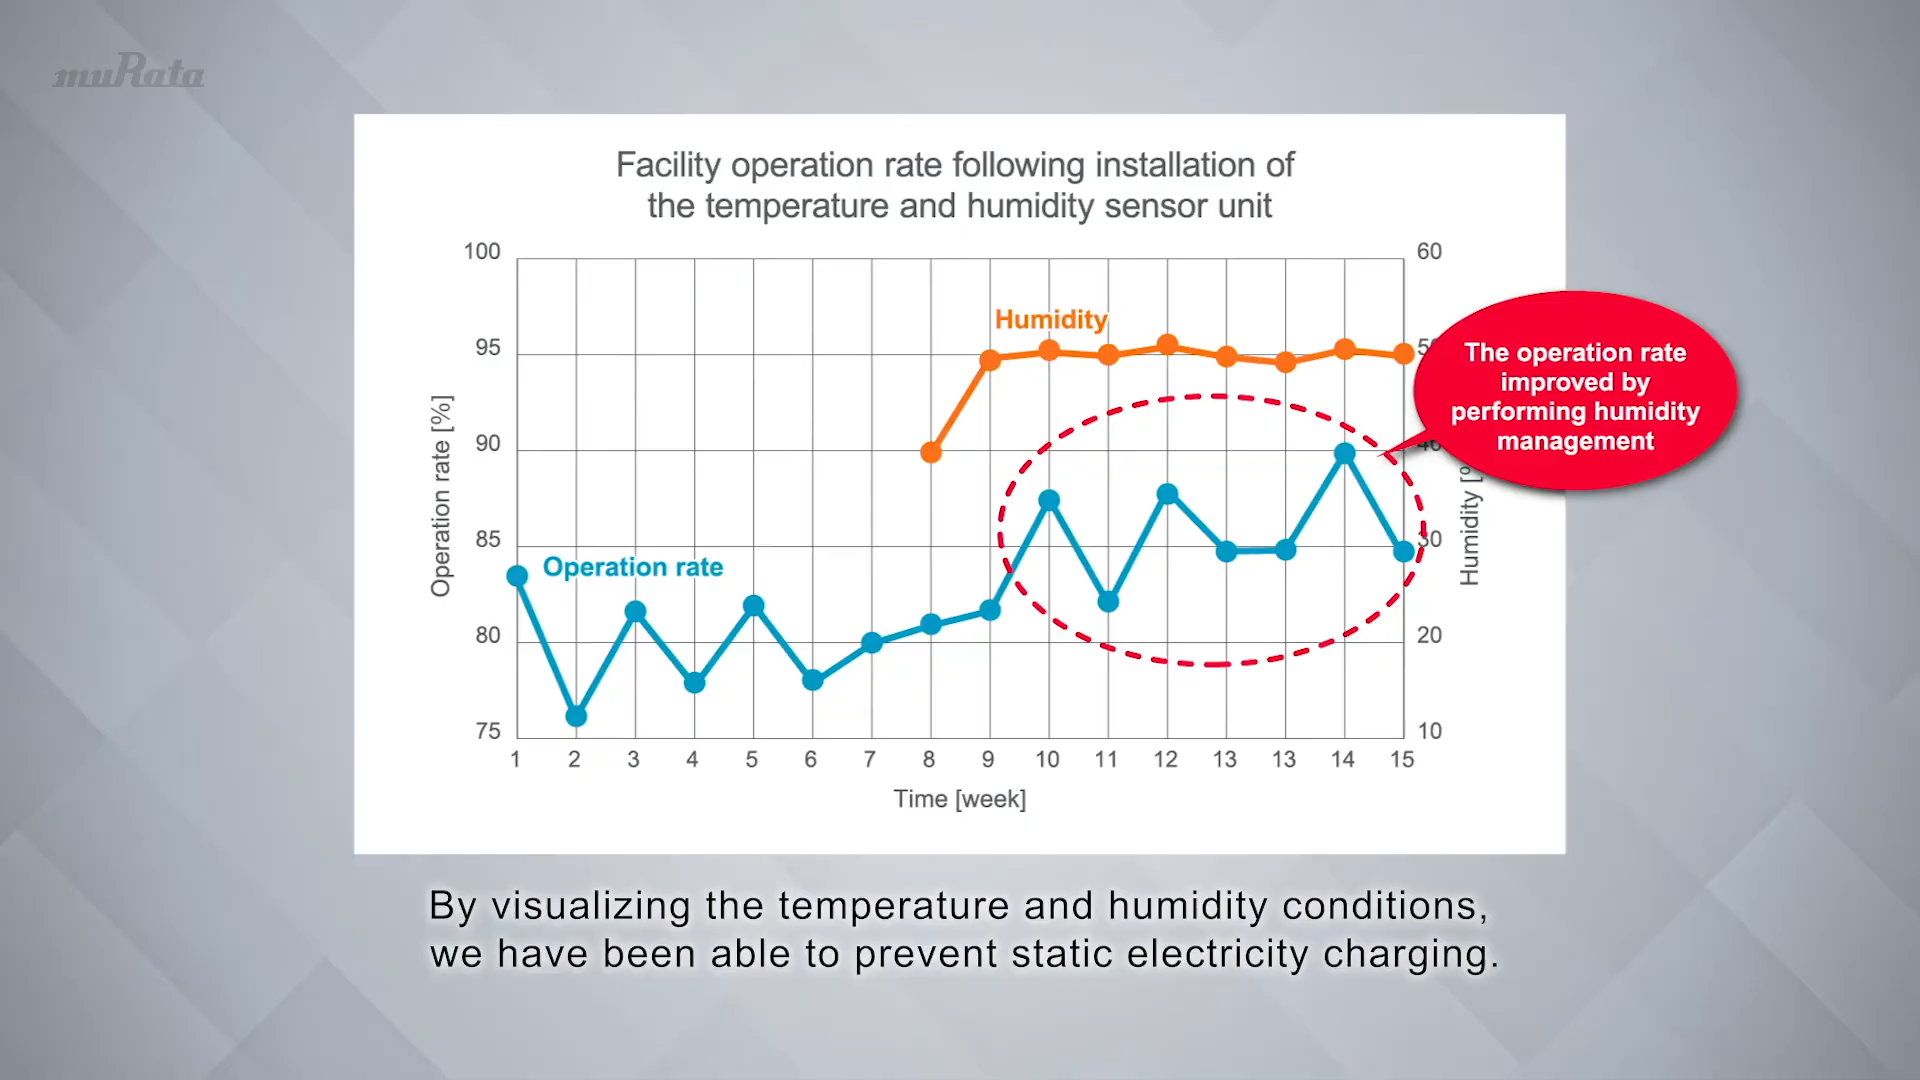 muRata
Facility operation rate following installation of
the temperature and humidity sensor unit
100
95
90
85
80
75
Operation rate [%]
60
30
20
10
Humidity
Humidity
Operation rate
The operation rate
improved by
performing humidity
management
1 2 3 4 5 6 7 8 9 10 11 12 13 13 14 15
Time [week]
By visualizing the temperature and humidity conditions,
we have been able to prevent static electricity charging.